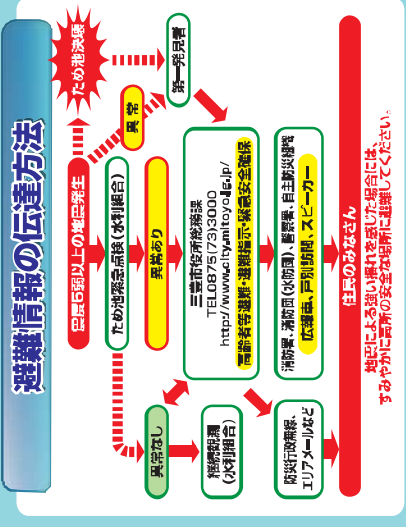 避難情報の伝達方法
震度5弱以上の地震発生
ため池決壊
ため池緊急点検(水利組合)
異常
第一発見者
異常あり
異常なし
継続観測
(水利組合)
三豊市役所総務課
TEL0875(73)3000
http://www.city.mitoyo.lg.jp/
高齢者等避難・避難指示・緊急安全確保
防災行政無線、
エリアメールなど
消防署、消防団(水防団)、警察署、自主防災組織
広報車、戸別訪問、スピーカー
住民のみなさん
地震による強い揺れを感じた場合には、
すみやかに高所の安全な場所に避難してください。